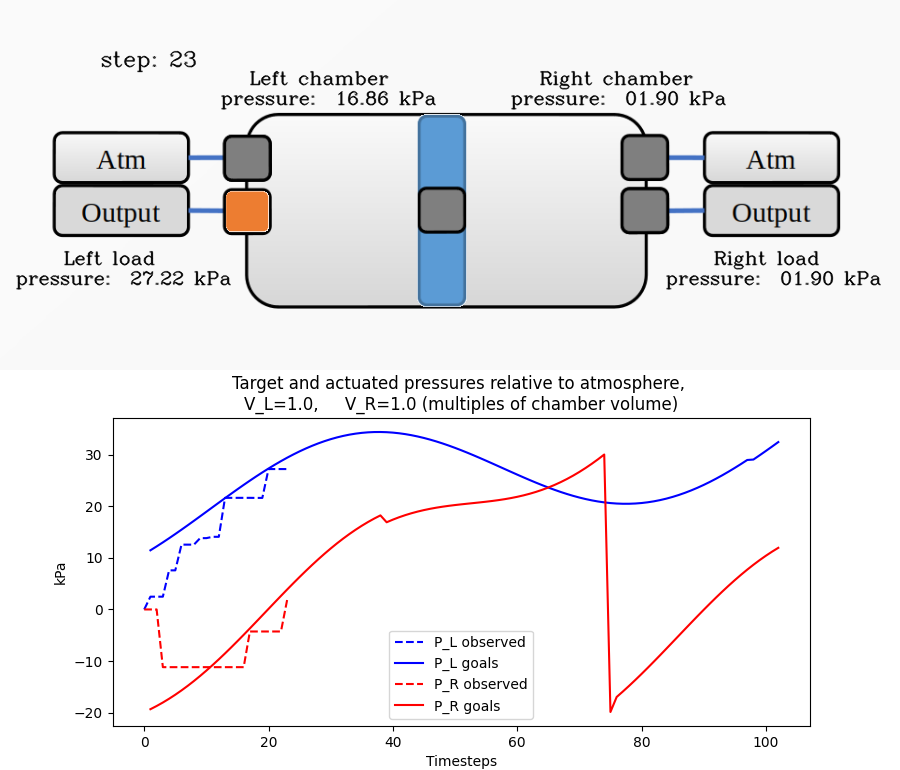 step: 23
Left chamber
pressure: 16.86 kPa
Right chamber
pressure: 01.90 kPa
Atm
Output
Atm
Output
Left load
pressure: 27.22 kPa
Right load
pressure: 01.90 kPa
Target and actuated pressures relative to atmosphere,
V_L=1.0, V_R=1.0 (multiples of chamber volume)
kPa
30
20
10
0
−10
−20
P_L observed
P_L goals
P_R observed
P_R goals
0 20 40 60 80 100
Timesteps